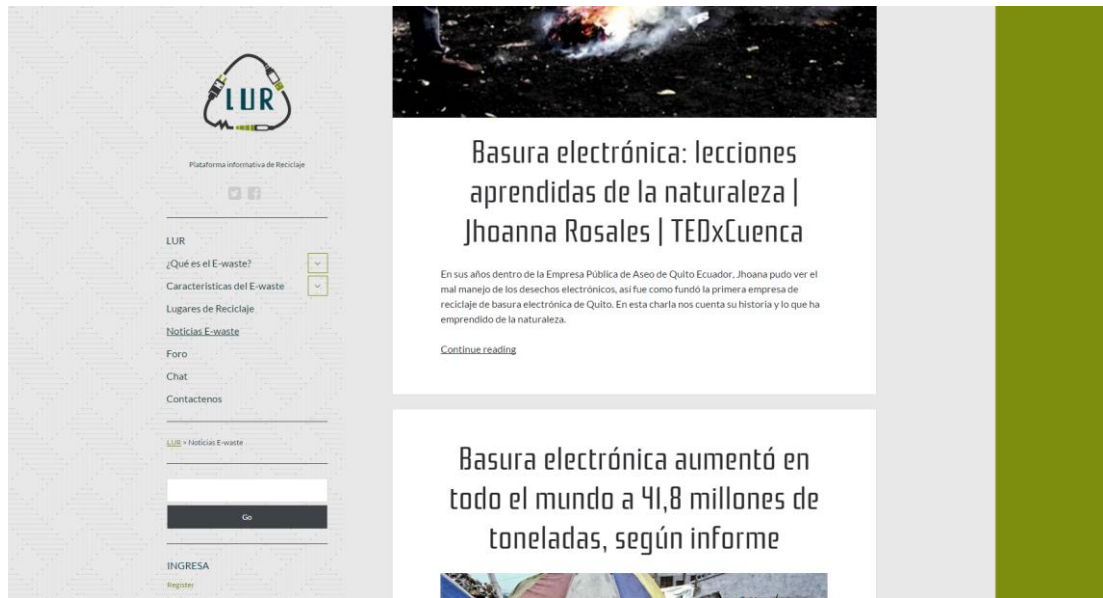 LUR
Plataforma informativa de Reciclaje
LUR
¿Qué es el E-waste?
Caracteristicas del E-waste
Lugares de Reciclaje
Noticias E-waste
Foro
Chat
Contactenos
LUR > Noticias E-waste
Go
INGRESA
Register
Basura electrónica: lecciones
aprendidas de la naturaleza |
Jhoanna Rosales | TEDxCuenca
En sus años dentro de la Empresa Pública de Aseo de Quito Ecuador, Jhoana pudo ver el
mal manejo de los desechos electrónicos, así fue como fundó la primera empresa de
reciclaje de basura electrónica de Quito. En esta charla nos cuenta su historia y lo que ha
emprendido de la naturaleza.
Continue reading
Basura electrónica aumentó en
todo el mundo a 41,8 millones de
toneladas, según informe